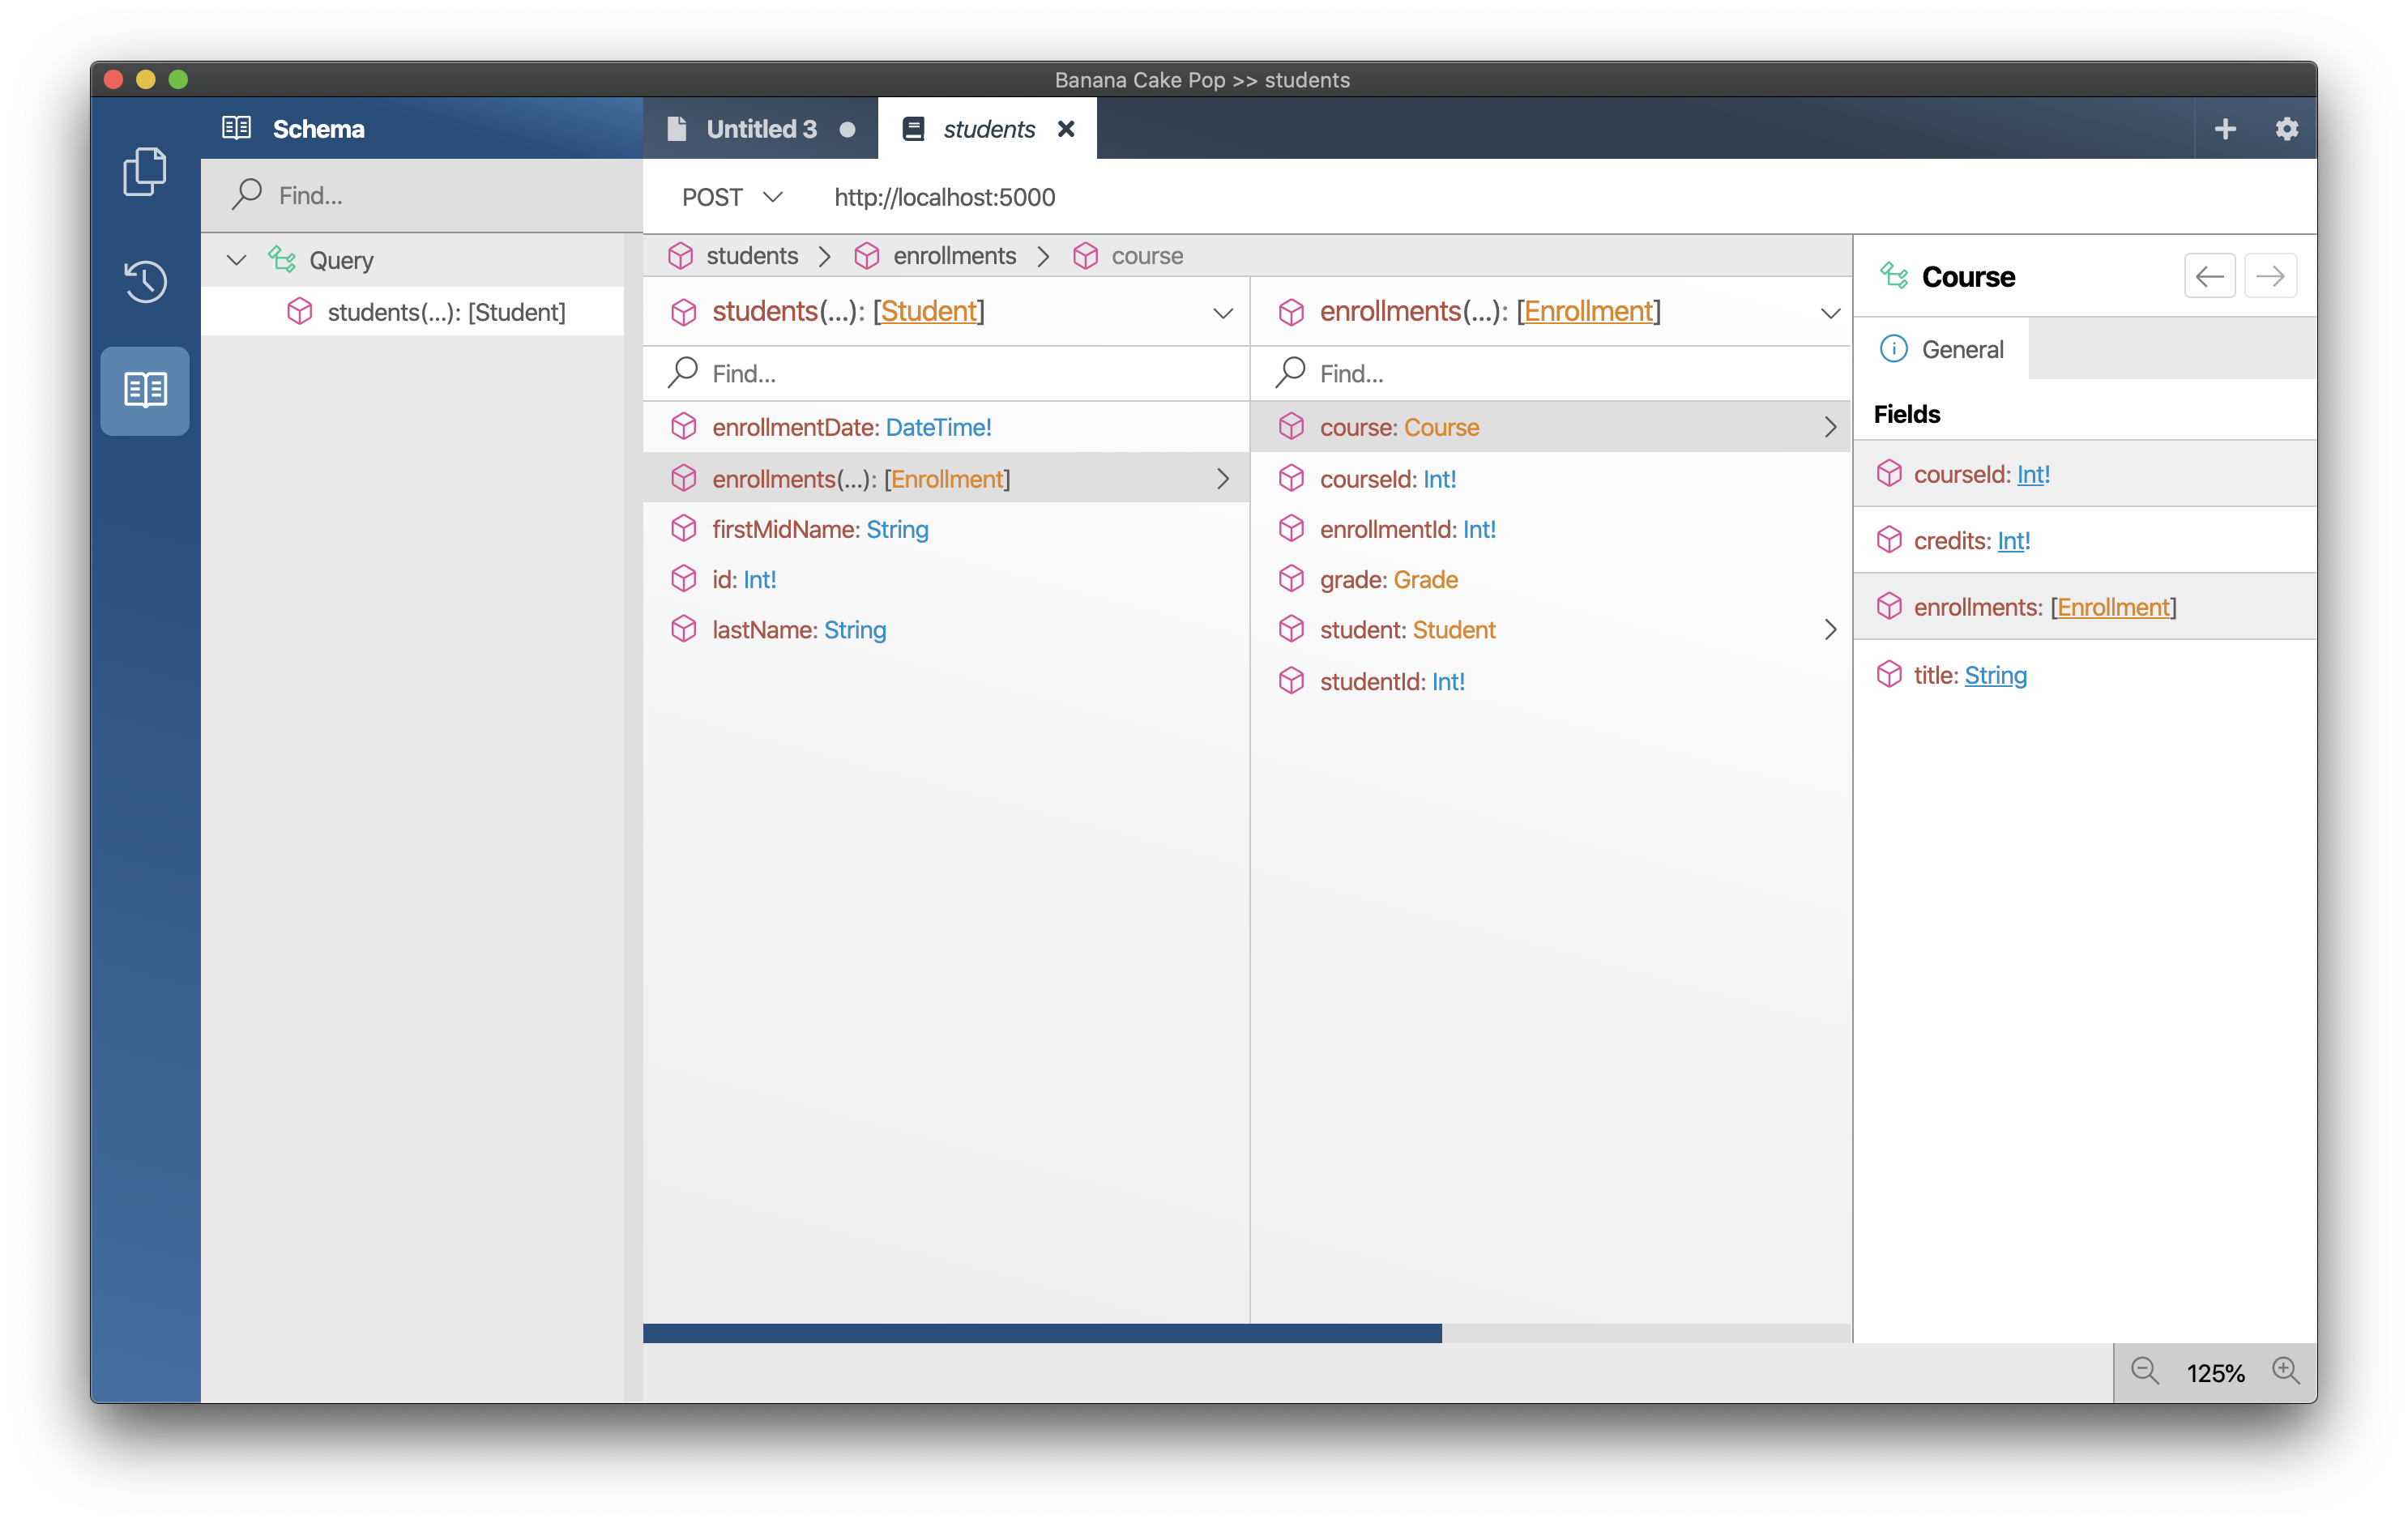 Banana Cake Pop >> students
Schema
Untitled 3
students
Find...
POST
http://localhost:5000
Query
students(...): [Student]
students
enrollments
course
students(...): [Student]
Find...
enrollmentDate: DateTime!
enrollments(...): [Enrollment]
firstMidName: String
id: Int!
lastName: String
enrollments(...): [Enrollment]
Find...
course: Course
courseId: Int!
enrollmentId: Int!
grade: Grade
student: Student
studentId: Int!
Course
General
Fields
courseId: Int!
credits: Int!
enrollments: [Enrollment]
title: String
125%